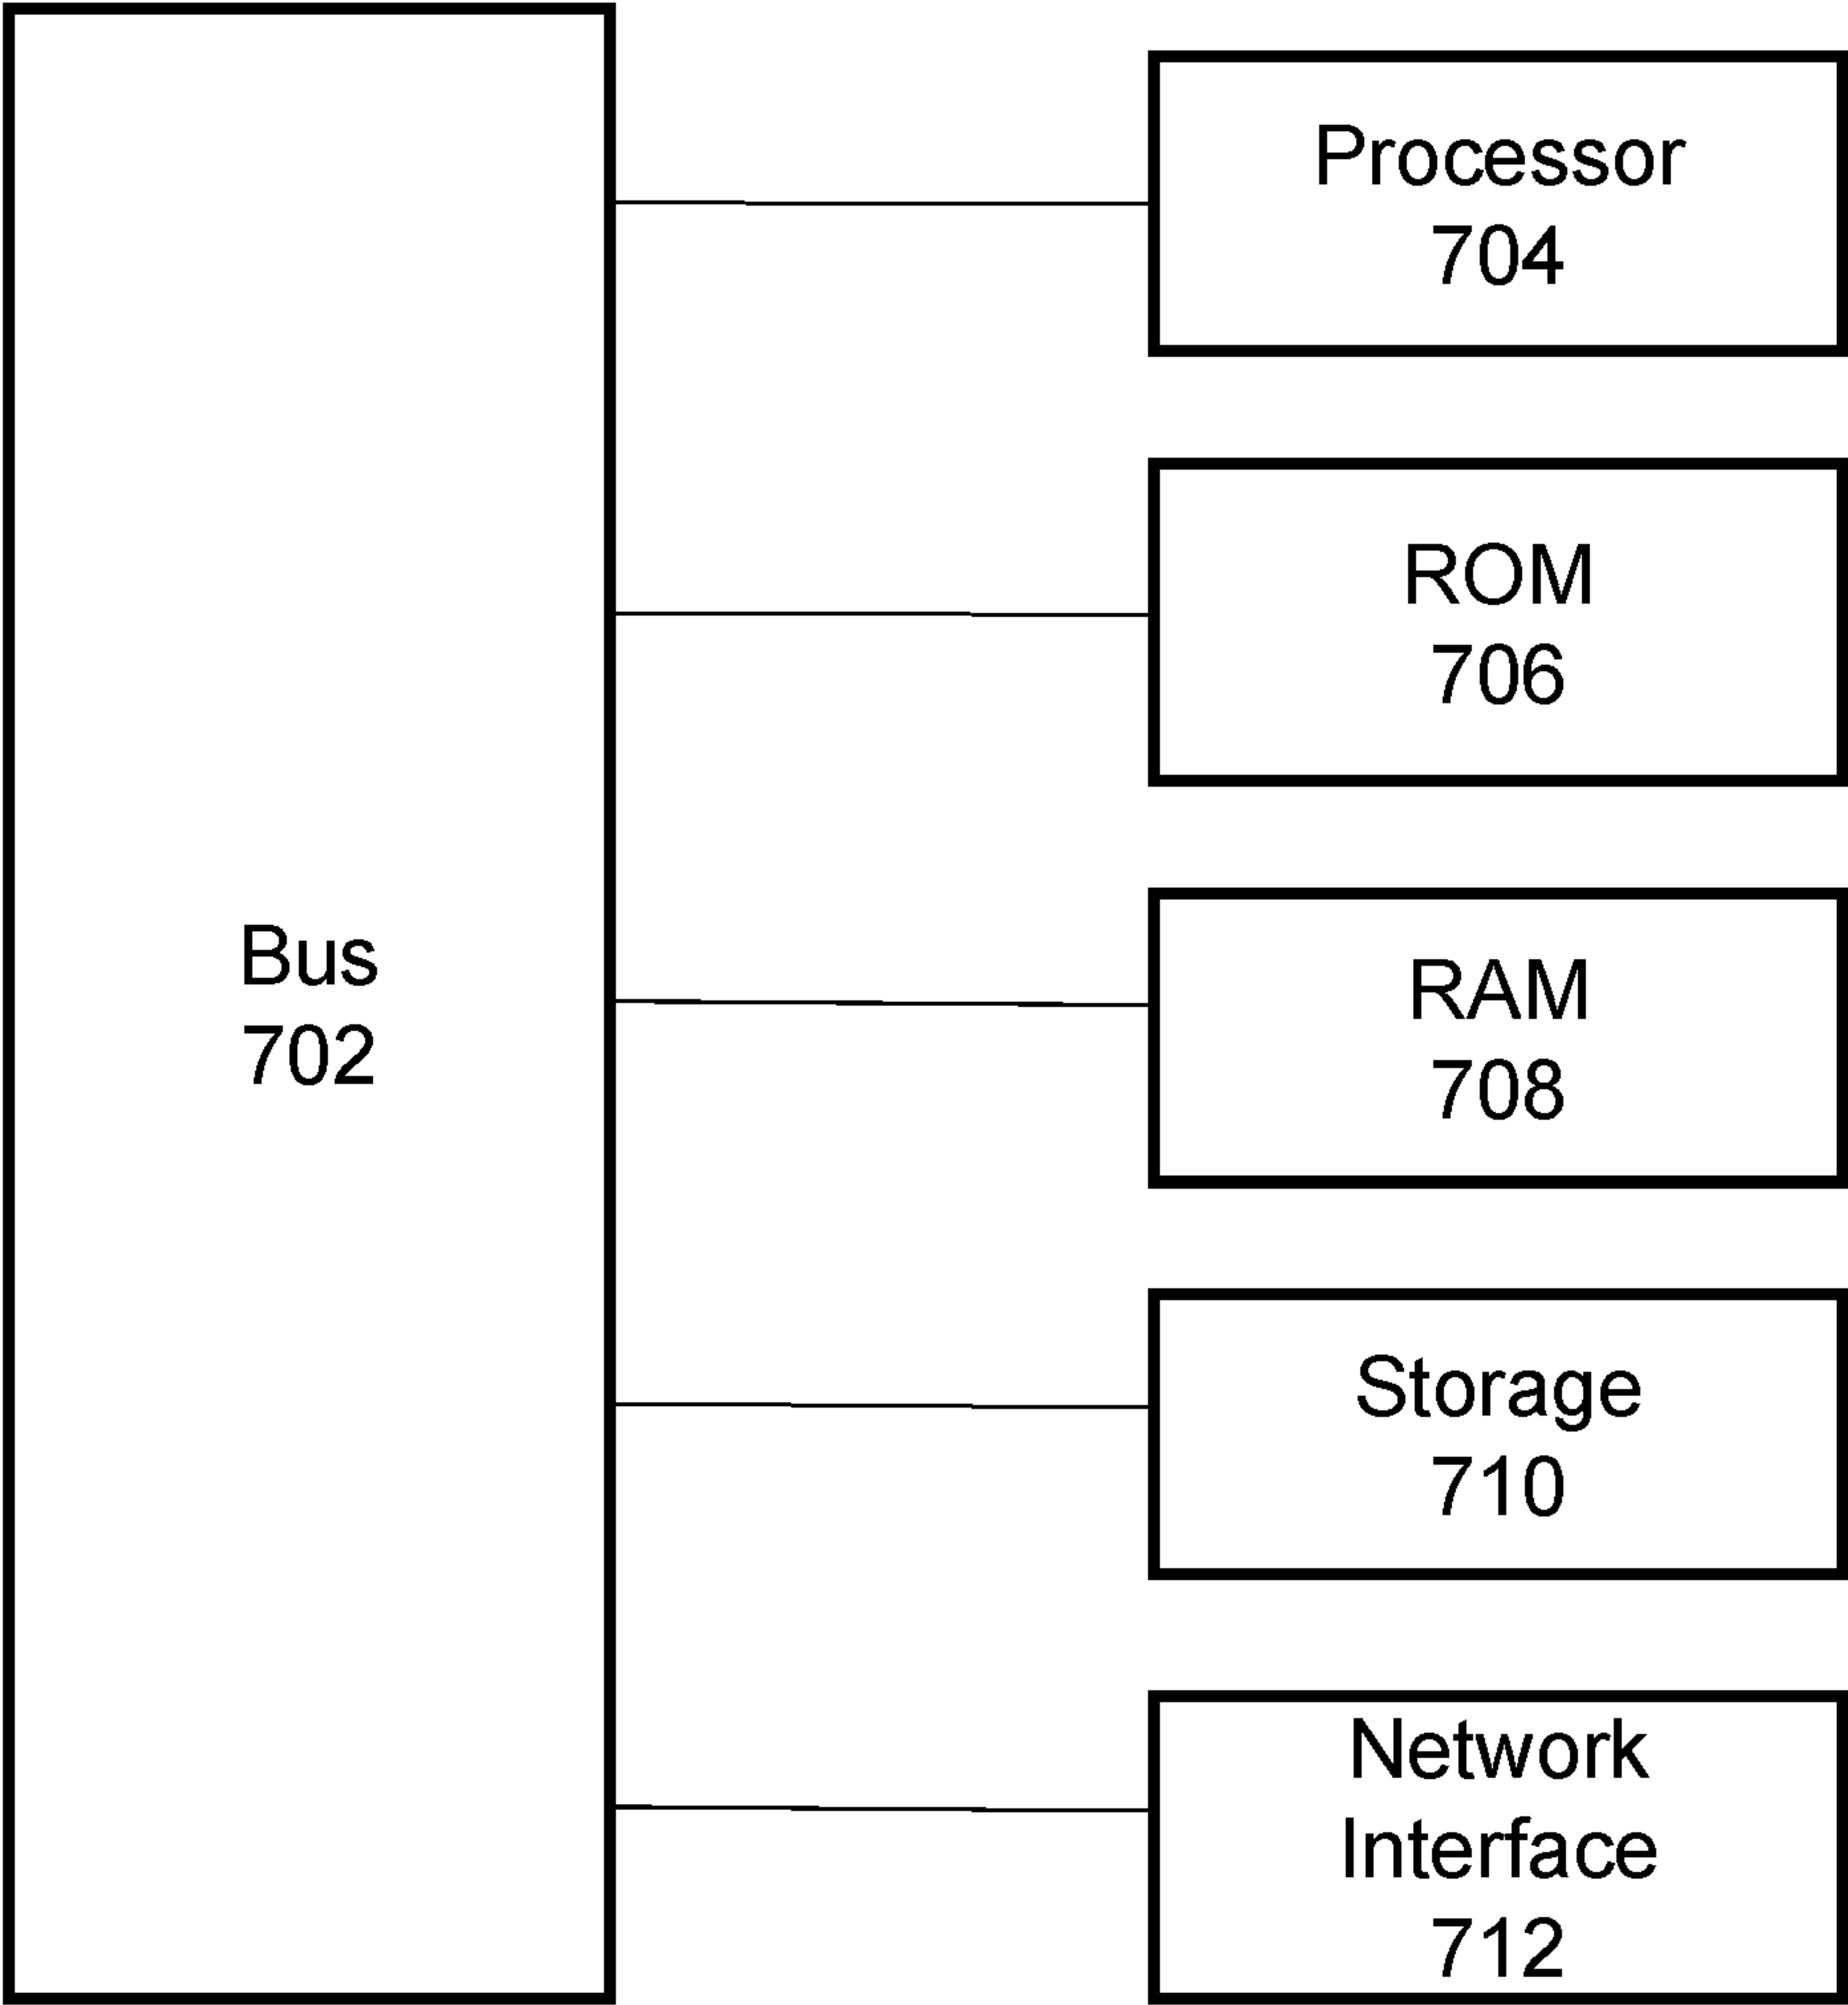 Bus
702
Processor
704
ROM
706
RAM
708
Storage
710
Network
Interface
712